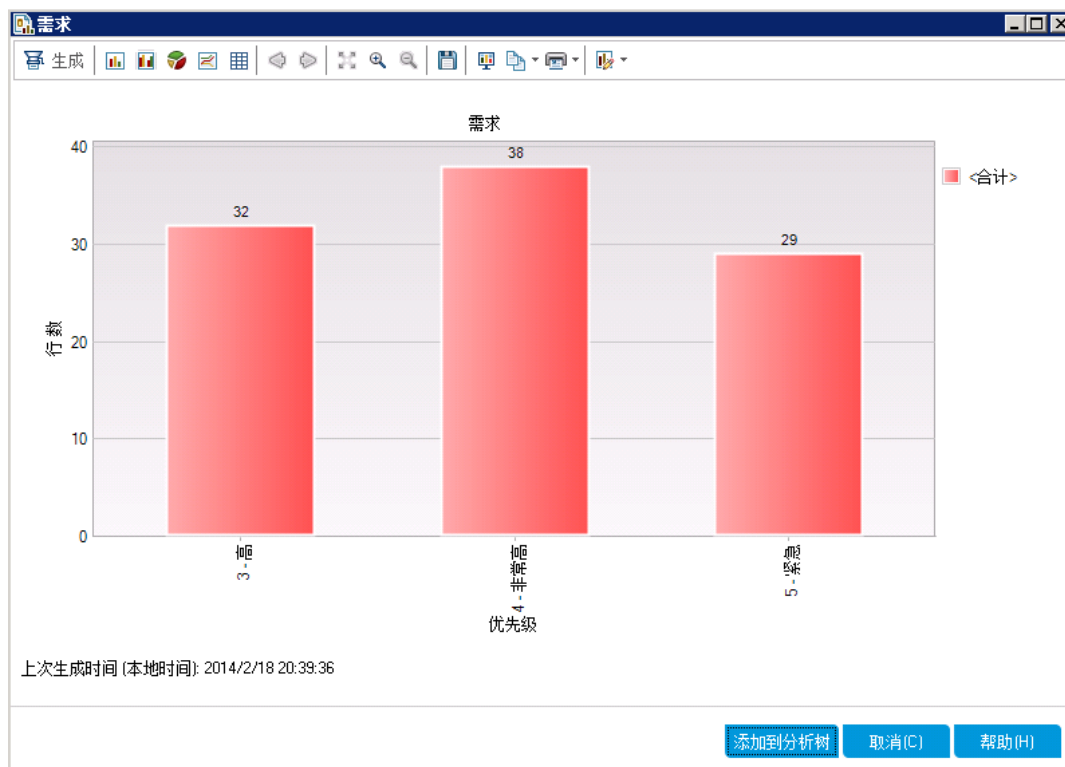 需求
生成
需求
40
38
<合计>
32
30
29
行 数
20
10
0
3 - 高
4 - 非常高
5 - 紧急
优先级
上次生成时间 (本地时间): 2014/2/18 20:39:36
添加到分析树 取消(C) 帮助(H)